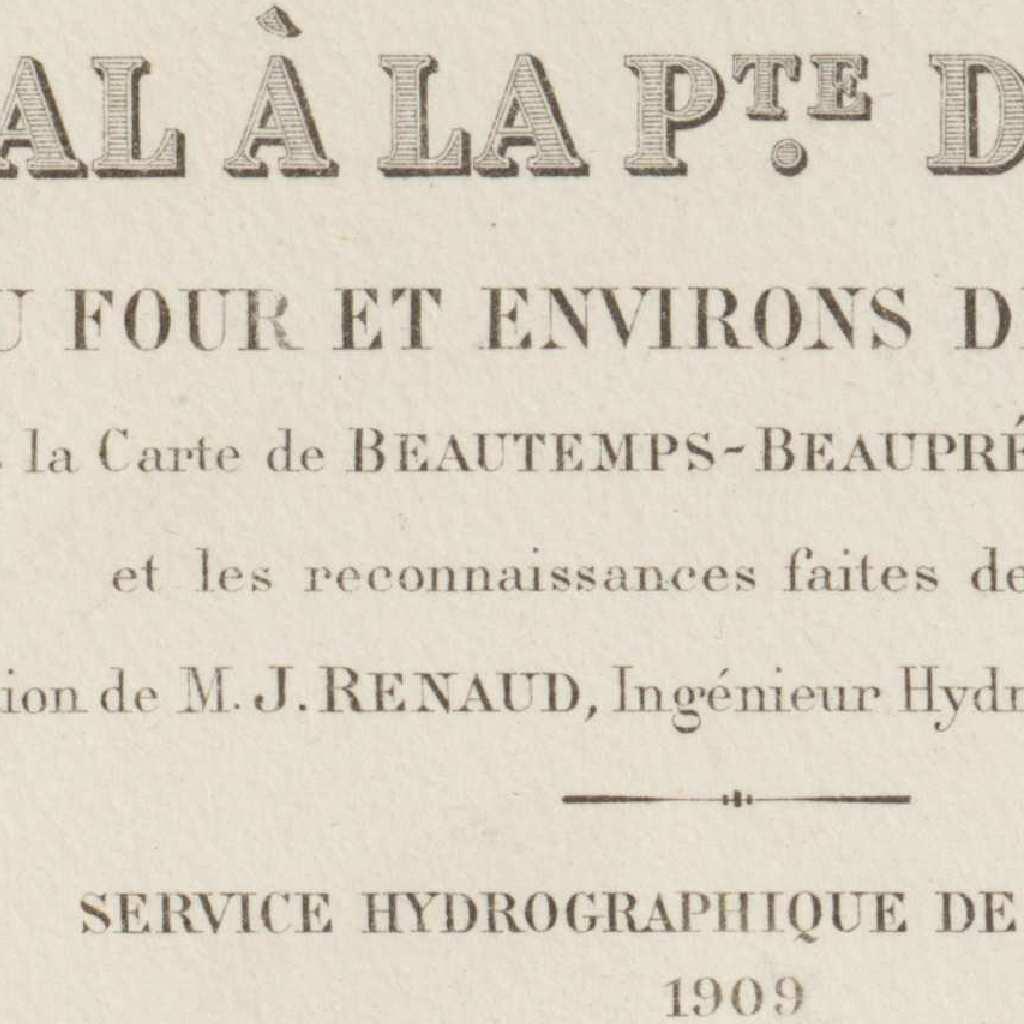 AL À LA PTE. D
U FOUR ET ENVIRONS D
la Carte de BEAUTEMPS-BEAUPRÉ
et les reconnaissances faites de
ion de M. J. RENAUD, Ingénieur Hydr
SERVICE HYDROGRAPHIQUE DE
1909